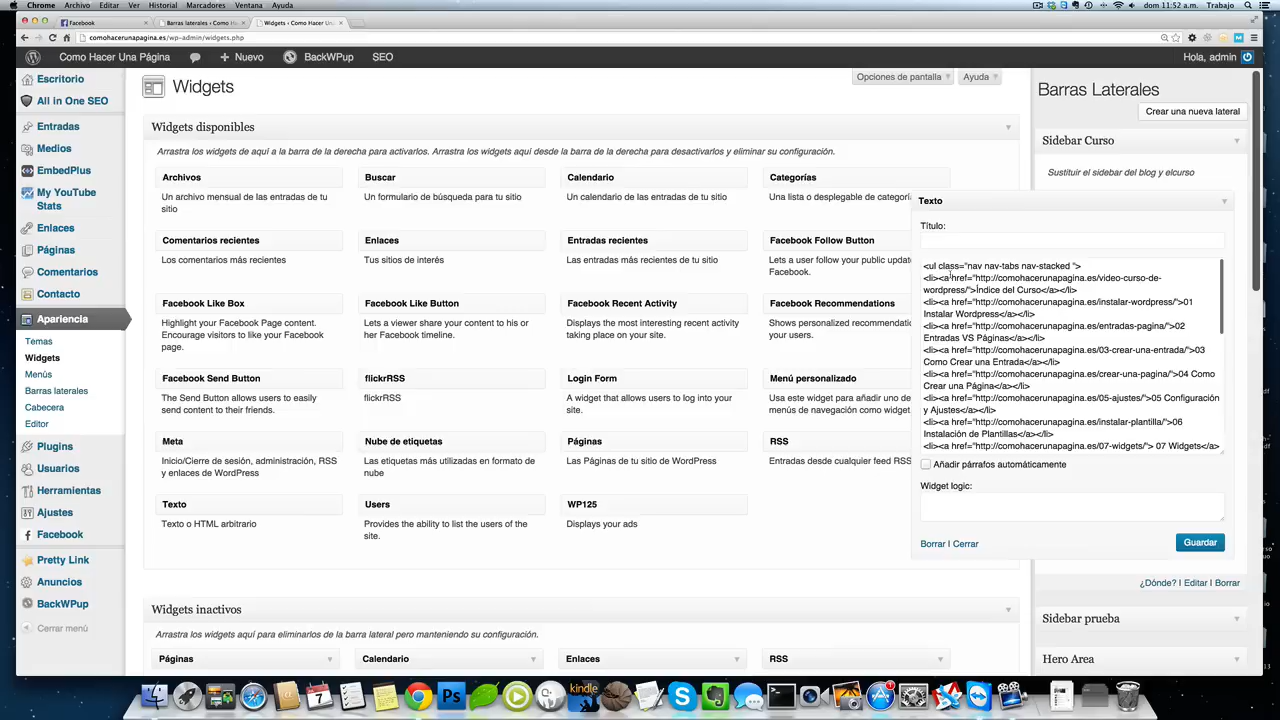 Chrome Archivo Editar Ver Historial Marcadores Ventana Ayuda
dom 11:52 a.m. Trabajo
Facebook
Barras laterales ‹ Como Ha
Widgets ‹ Como Hacer Una
comohacerunapagina.es/wp-admin/widgets.php
Como Hacer Una Página
Nuevo
BackWPup
SEO
Hola, admin
Escritorio
All in One SEO
Entradas
Medios
EmbedPlus
My YouTube
Stats
Enlaces
Páginas
Comentarios
Contacto
Apariencia
Temas
Widgets
Menús
Barras laterales
Cabecera
Editor
Plugins
Usuarios
Herramientas
Ajustes
Facebook
Pretty Link
Anuncios
BackWPup
Cerrar menú
Widgets
Opciones de pantalla
Ayuda
Widgets disponibles
Arrastra los widgets de aquí a la barra de la derecha para activarlos. Arrastra los widgets aquí desde la barra de la derecha para desactivarlos y eliminar su configuración.
Archivos
Un archivo mensual de las entradas de tu
sitio
Buscar
Un formulario de búsqueda para tu sitio
Calendario
Un calendario de las entradas de tu sitio
Categorías
Una lista o desplegable de categorí
Comentarios recientes
Los comentarios más recientes
Enlaces
Tus sitios de interés
Entradas recientes
Las entradas más recientes de tu sitio
Facebook Follow Button
Lets a user follow your public update
Facebook.
Facebook Like Box
Highlight your Facebook Page content.
Encourage visitors to like your Facebook
page.
Facebook Like Button
Lets a viewer share your content to his or
her Facebook timeline.
Facebook Recent Activity
Displays the most interesting recent activity
taking place on your site.
Facebook Recommendations
Shows personalized recommendation
your users.
Facebook Send Button
The Send Button allows users to easily
send content to their friends.
flickrRSS
flickrRSS
Login Form
A widget that allows users to log into your
site.
Menú personalizado
Usa este widget para añadir uno de
menús de navegación como widget
Meta
Inicio/Cierre de sesión, administración, RSS
y enlaces de WordPress
Nube de etiquetas
Las etiquetas más utilizadas en formato de
nube
Páginas
Las Páginas de tu sitio de WordPress
RSS
Entradas desde cualquier feed RSS
Texto
Texto o HTML arbitrario
Users
Provides the ability to list the users of the
site.
WP125
Displays your ads
Widgets inactivos
Arrastra los widgets aquí para eliminarlos de la barra lateral pero manteniendo su configuración.
Páginas
Calendario
Enlaces
RSS
Barras Laterales
Crear una nueva lateral
Sidebar Curso
Sustituir el sidebar del blog y elcurso
Texto
Título:
<ul class="nav nav-tabs nav-stacked ">
<li><a href="http://comohacerunapagina.es/video-curso-de-
wordpress/">Índice del Curso</a></li>
<li><a href="http://comohacerunapagina.es/instalar-wordpress/">01
Instalar Wordpress</a></li>
<li><a href="http://comohacerunapagina.es/entradas-pagina/">02
Entradas VS Páginas</a></li>
<li><a href="http://comohacerunapagina.es/03-crear-una-entrada/">03
Como Crear una Entrada</a></li>
<li><a href="http://comohacerunapagina.es/crear-una-pagina/">04 Como
Crear una Página</a></li>
<li><a href="http://comohacerunapagina.es/05-ajustes/">05 Configuración
y Ajustes</a></li>
<li><a href="http://comohacerunapagina.es/instalar-plantilla/">06
Instalación de Plantillas</a></li>
<li><a href="http://comohacerunapagina.es/07-widgets/"> 07 Widgets</a>
Añadir párrafos automáticamente
Widget logic:
Borrar | Cerrar
Guardar
¿Dónde? | Editar | Borrar
Sidebar prueba
Hero Area
kindle